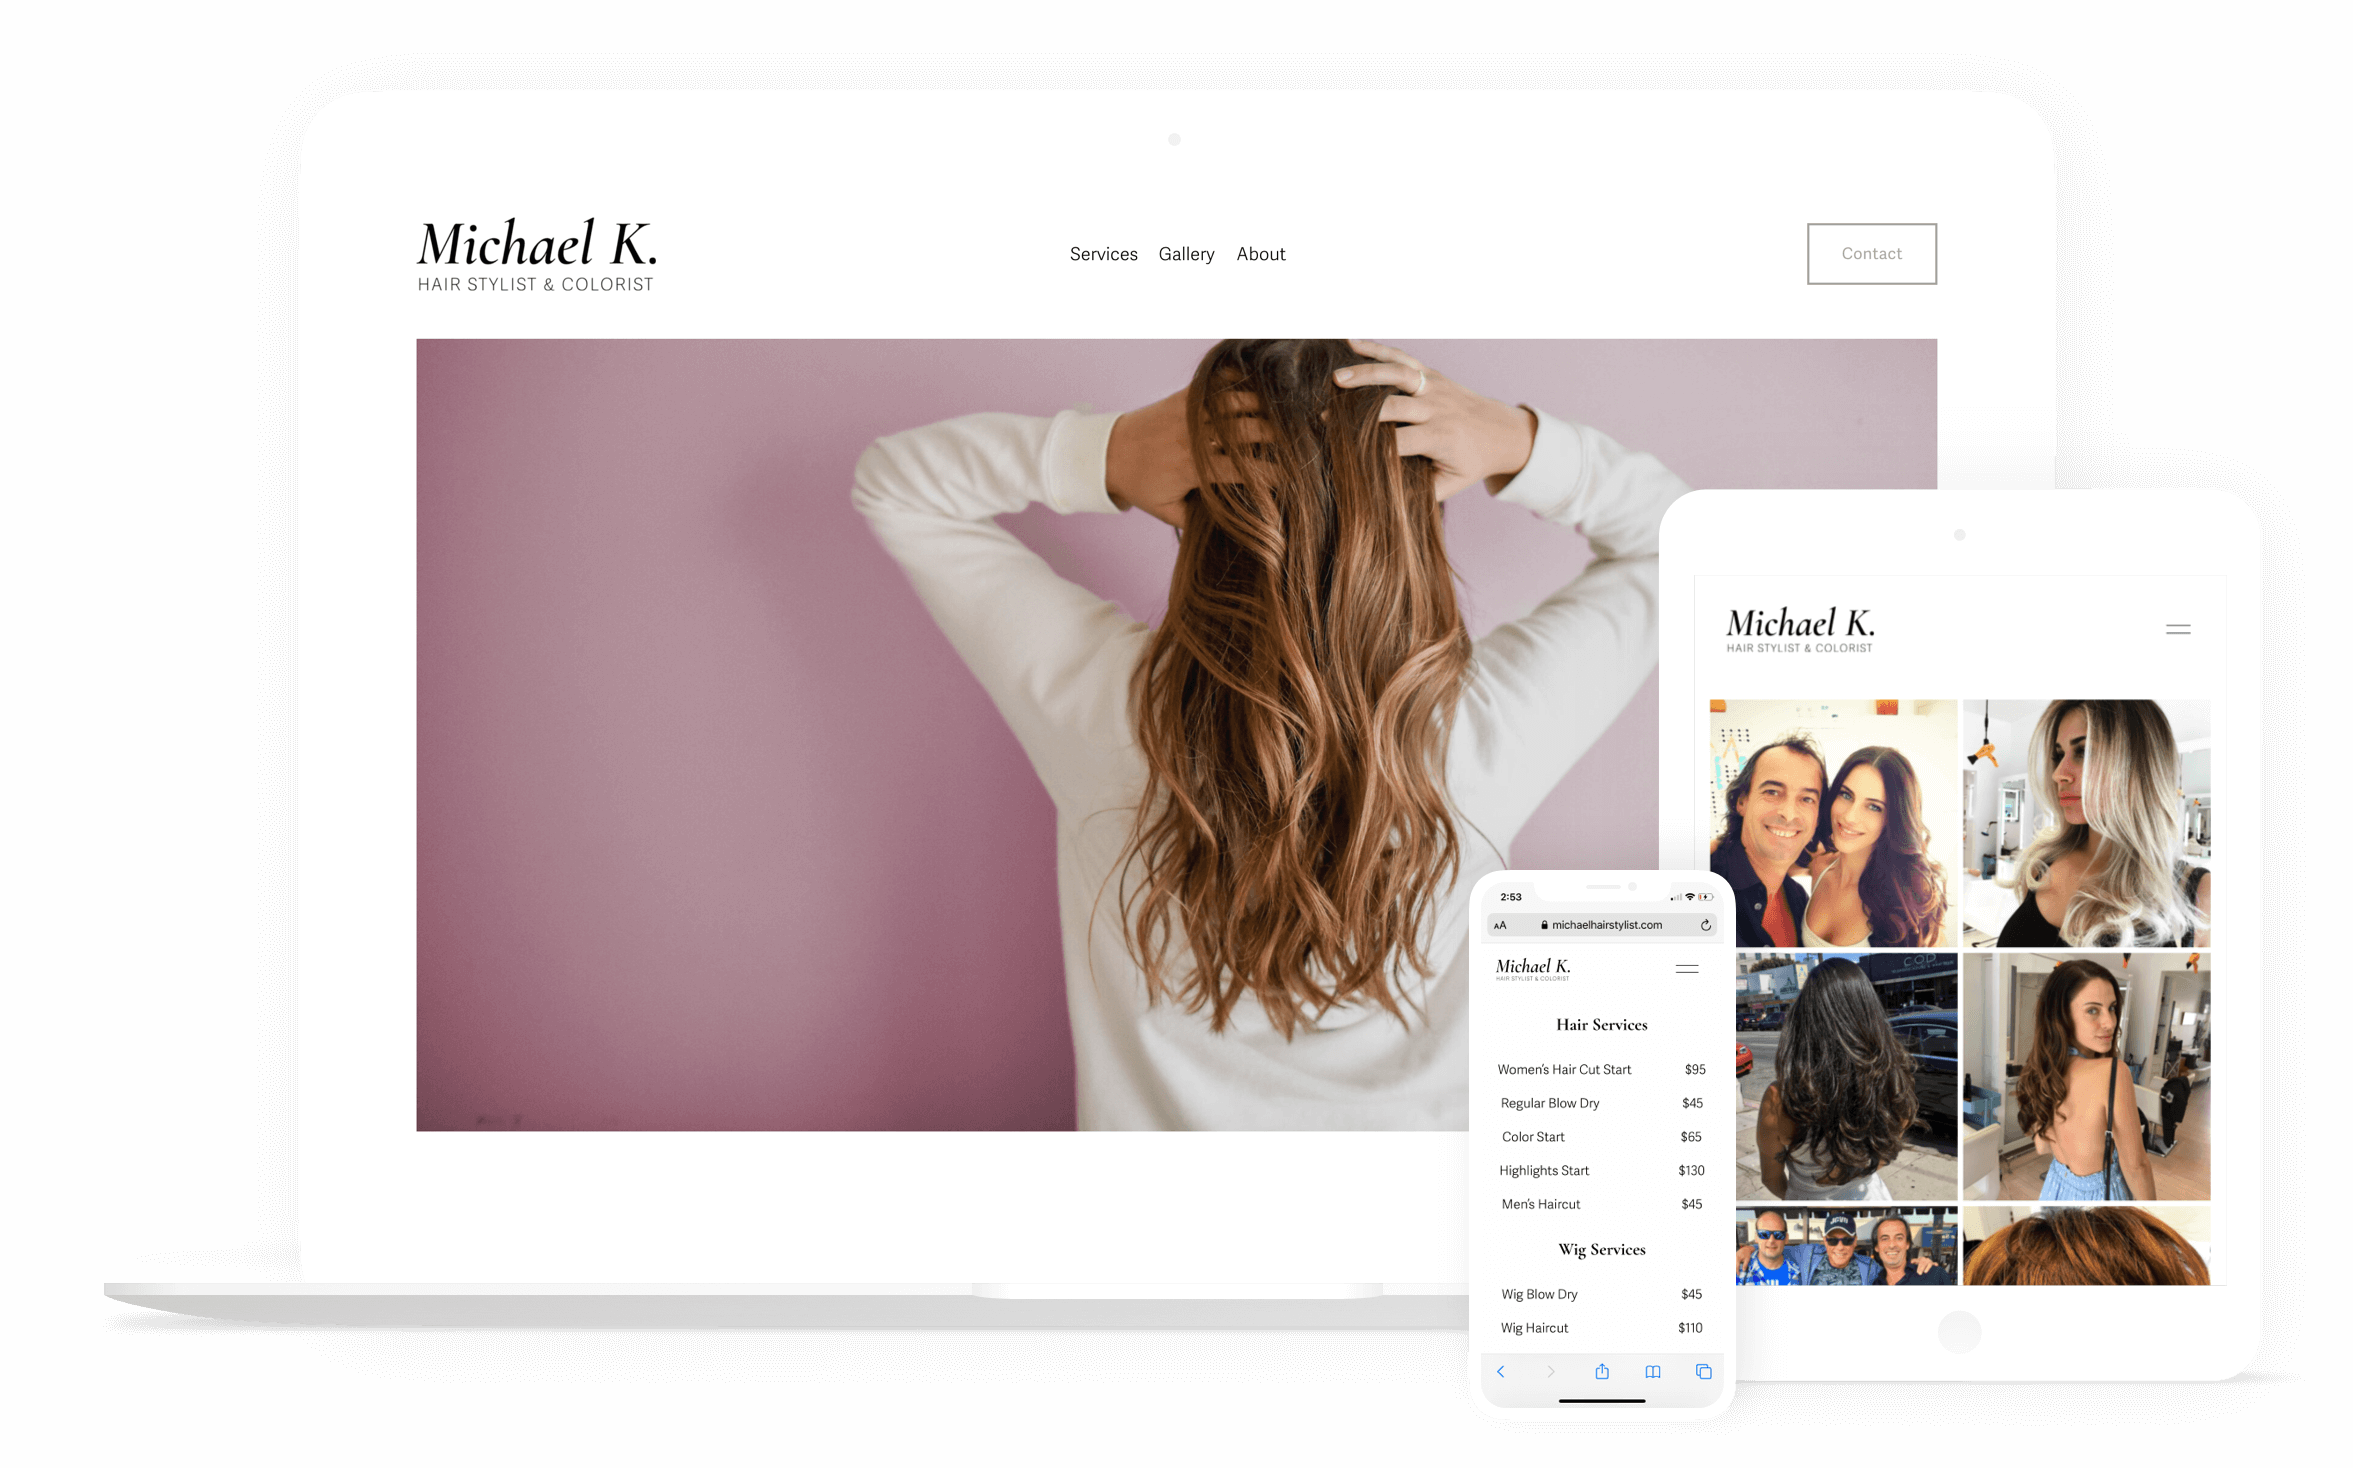 Michael K.
HAIR STYLIST & COLORIST
Services Gallery About
Contact
Michael K.
HAIR STYLIST & COLORIST
COD
2:53
AA michaelhairstylist.com
Michael K.
HAIR STYLIST & COLORIST
Hair Services
Women's Hair Cut Start $95
Regular Blow Dry $45
Color Start $65
Highlights Start $130
Men's Haircut $45
Wig Services
Wig Blow Dry $45
Wig Haircut $110